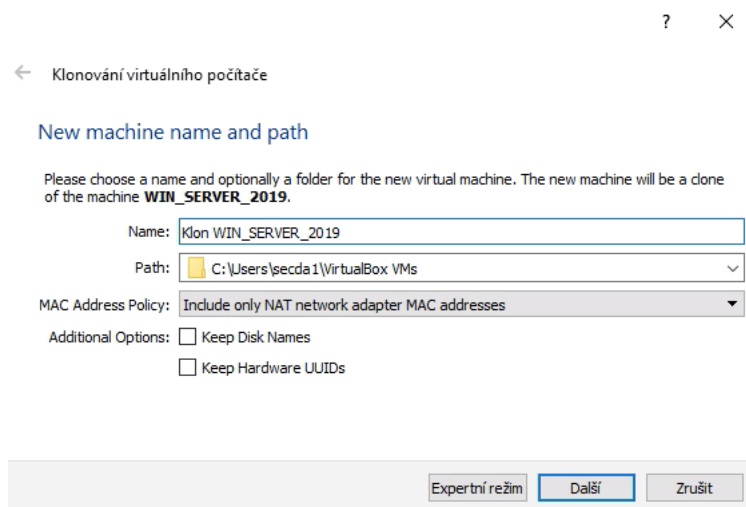 ?
Klonování virtuálního počítače
New machine name and path
Please choose a name and optionally a folder for the new virtual machine. The new machine will be a clone
of the machine WIN_SERVER_2019.
Name: Klon WIN_SERVER_2019
Path: C:\Users\secda1\VirtualBox VMs
MAC Address Policy: Include only NAT network adapter MAC addresses
Additional Options: Keep Disk Names
Keep Hardware UUIDs
Expertní režim Další Zrušit